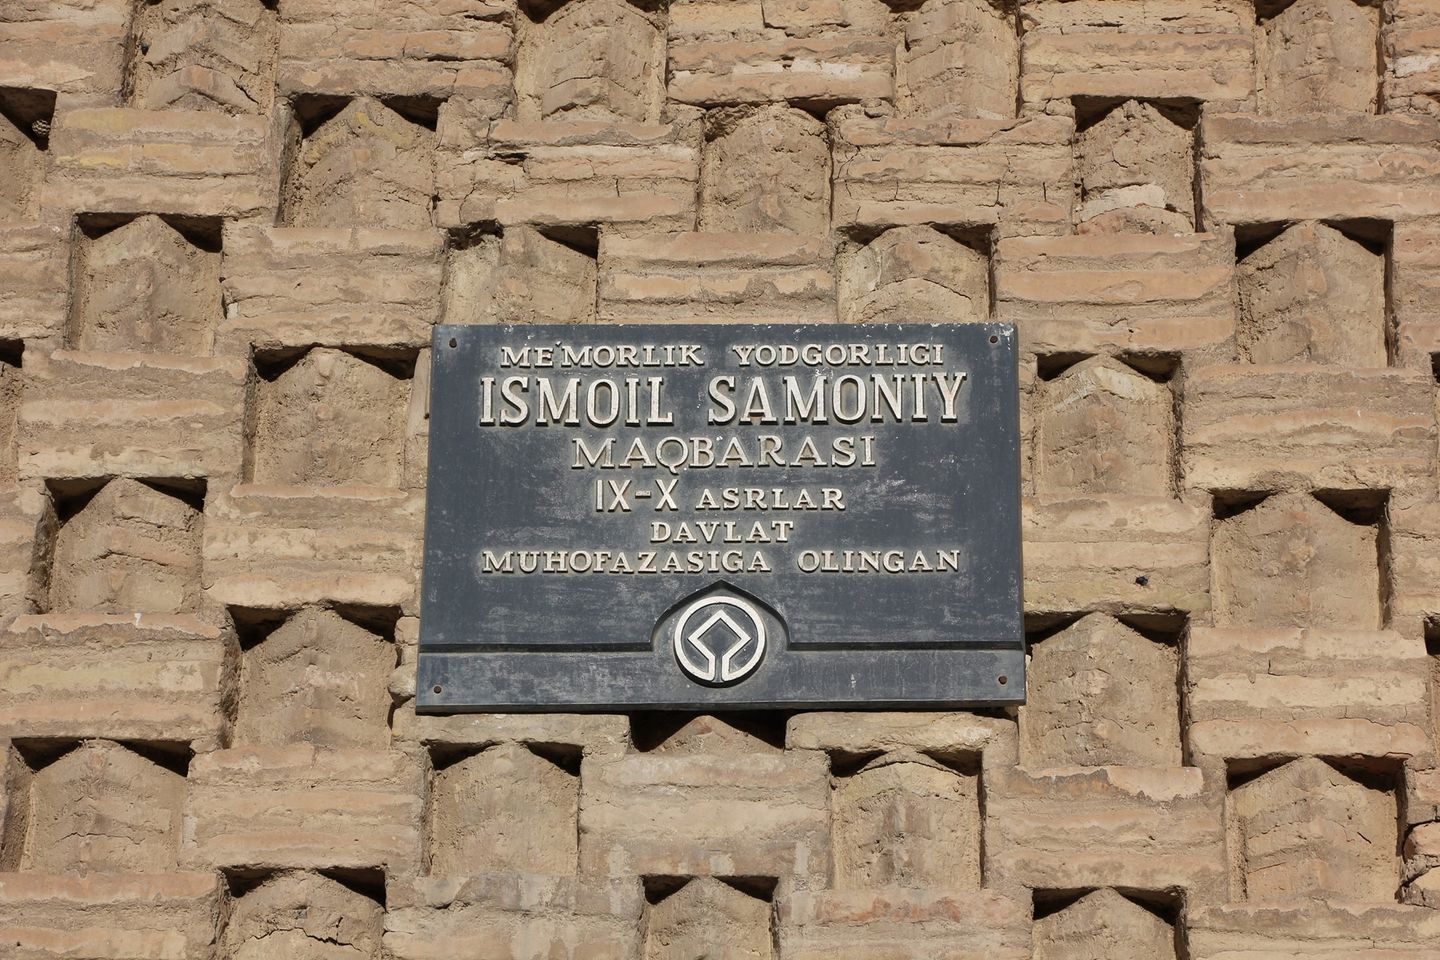 ME'MORLIK YODGORLIGI
ISMOIL SAMONIY
MAQBARASI
IX-X ASRLAR
DAVLAT
MUHOFAZASIGA OLINGAN